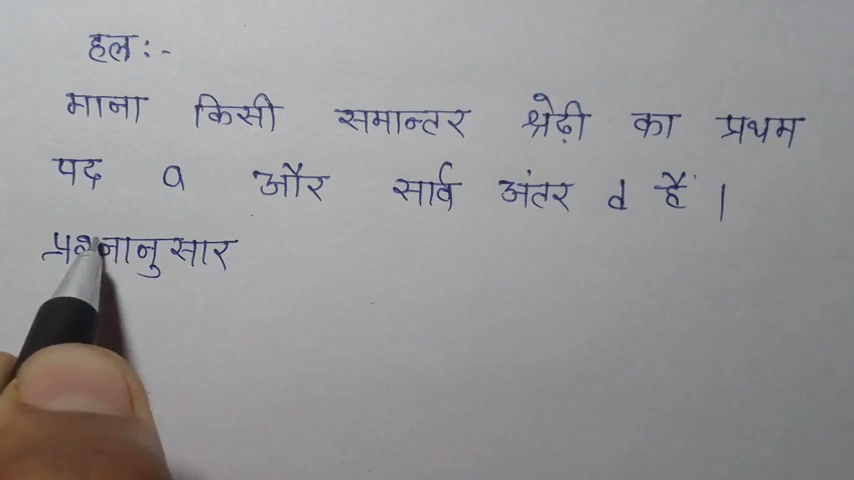 हल :-
माना किसी समान्तर श्रेढ़ी का प्रथम
पद a और सार्व अंतर d है ।
प्रश्नानुसार